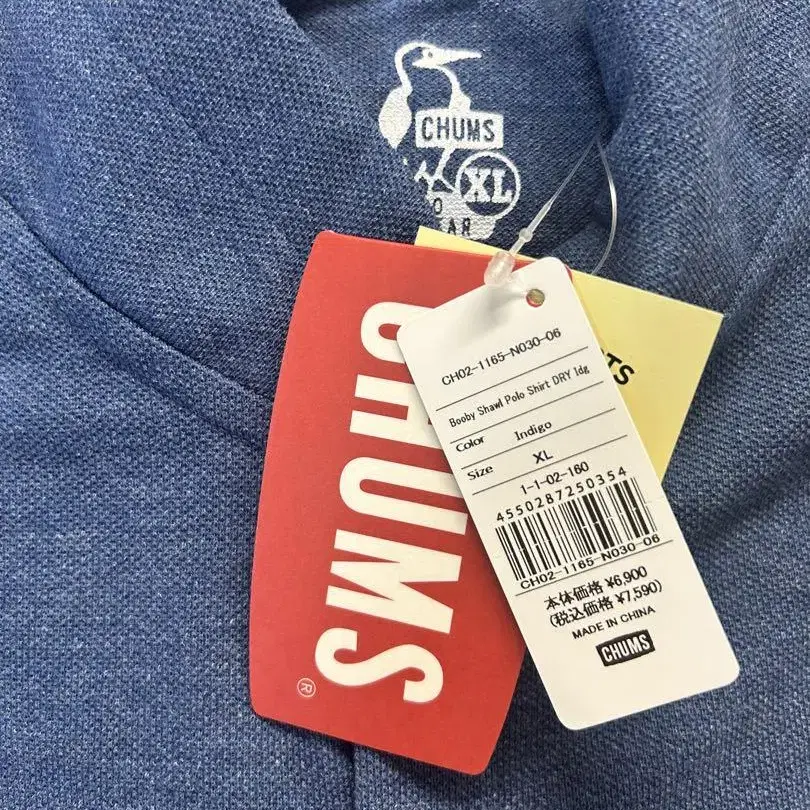 CHUMS
XL
CHUMS
®
TS
CH02-1165-N030-06
Booby Shawl Polo Shirt DRY Idg
Color Indigo
Size XL
1-1-02-160
4550287250354
CH02-1165-N030-06
本体価格 ¥6,900
(税込価格 ¥7,590)
MADE IN CHINA
CHUMS